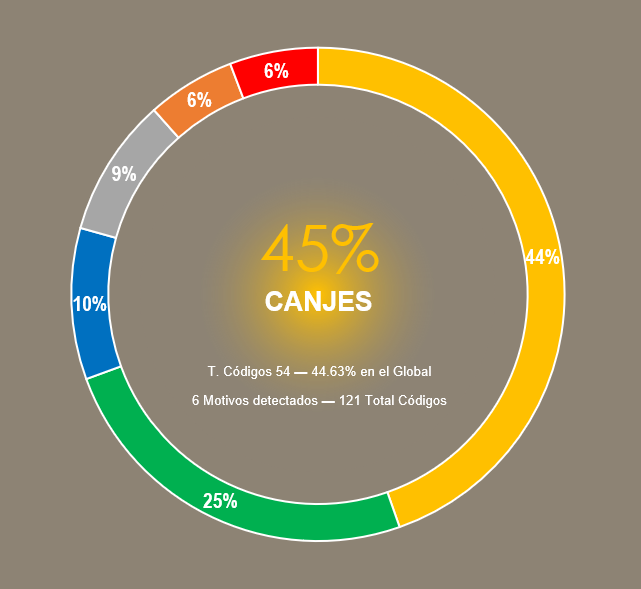 6%
6%
9%
44%
45%
CANJES
10%
T. Códigos 54 — 44.63% en el Global
6 Motivos detectados — 121 Total Códigos
25%